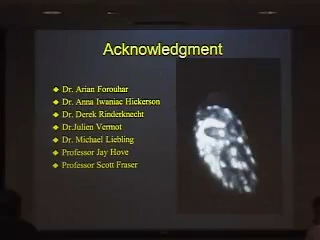 Acknowledgment
◆ Dr. Arian Forouhar
◆ Dr. Anna Iwaniac Hickerson
◆ Dr. Derek Rinderknecht
◆ Dr.Julien Vermot
◆ Dr. Michael Liebling
◆ Professor Jay Hove
◆ Professor Scott Fraser